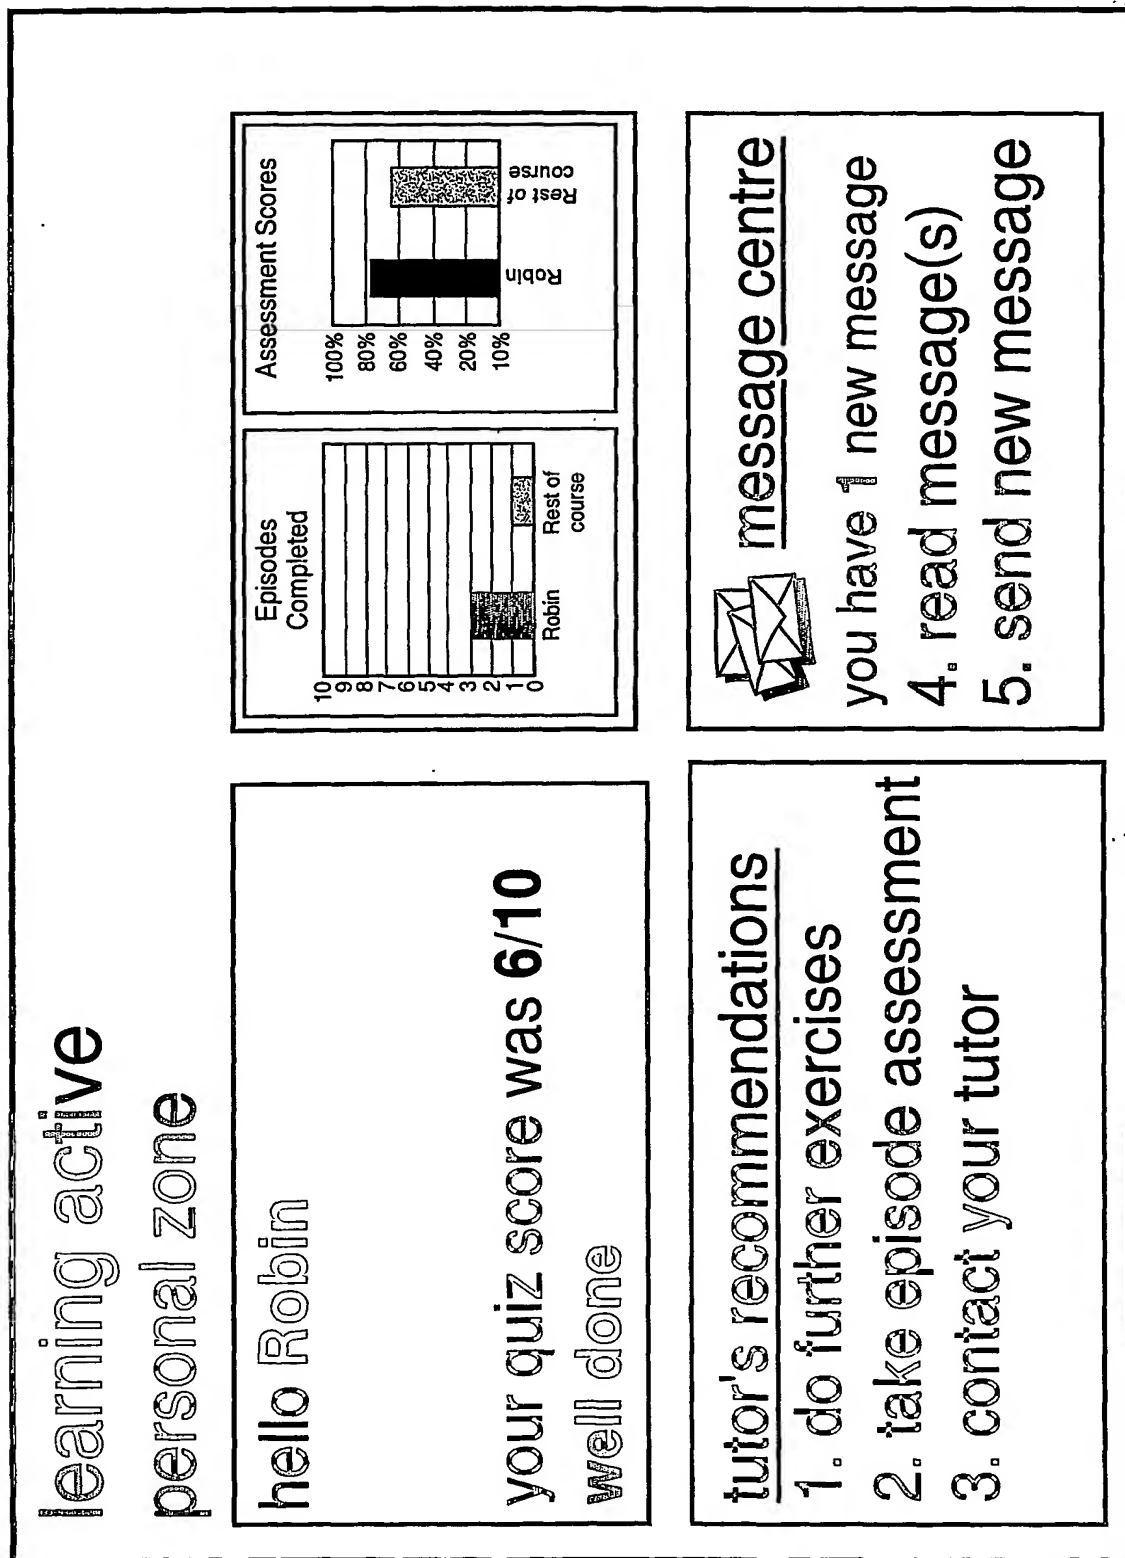 learning active
personal zone
hello Robin
your quiz score was 6/10
well done
Episodes
Completed
10
9
8
7
6
5
4
3
2
1
0
Robin
Rest of
course
Assessment Scores
100%
80%
60%
40%
20%
10%
Robin
Rest of
course
tutor's recommendations
1. do further exercises
2. take episode assessment
3. contact your tutor
message centre
you have 1 new message
4. read message(s)
5. send new message